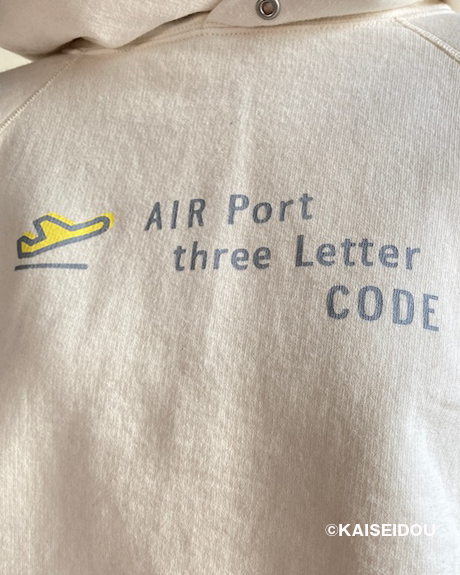 AIR Port
three Letter
CODE
©KAISEIDOU